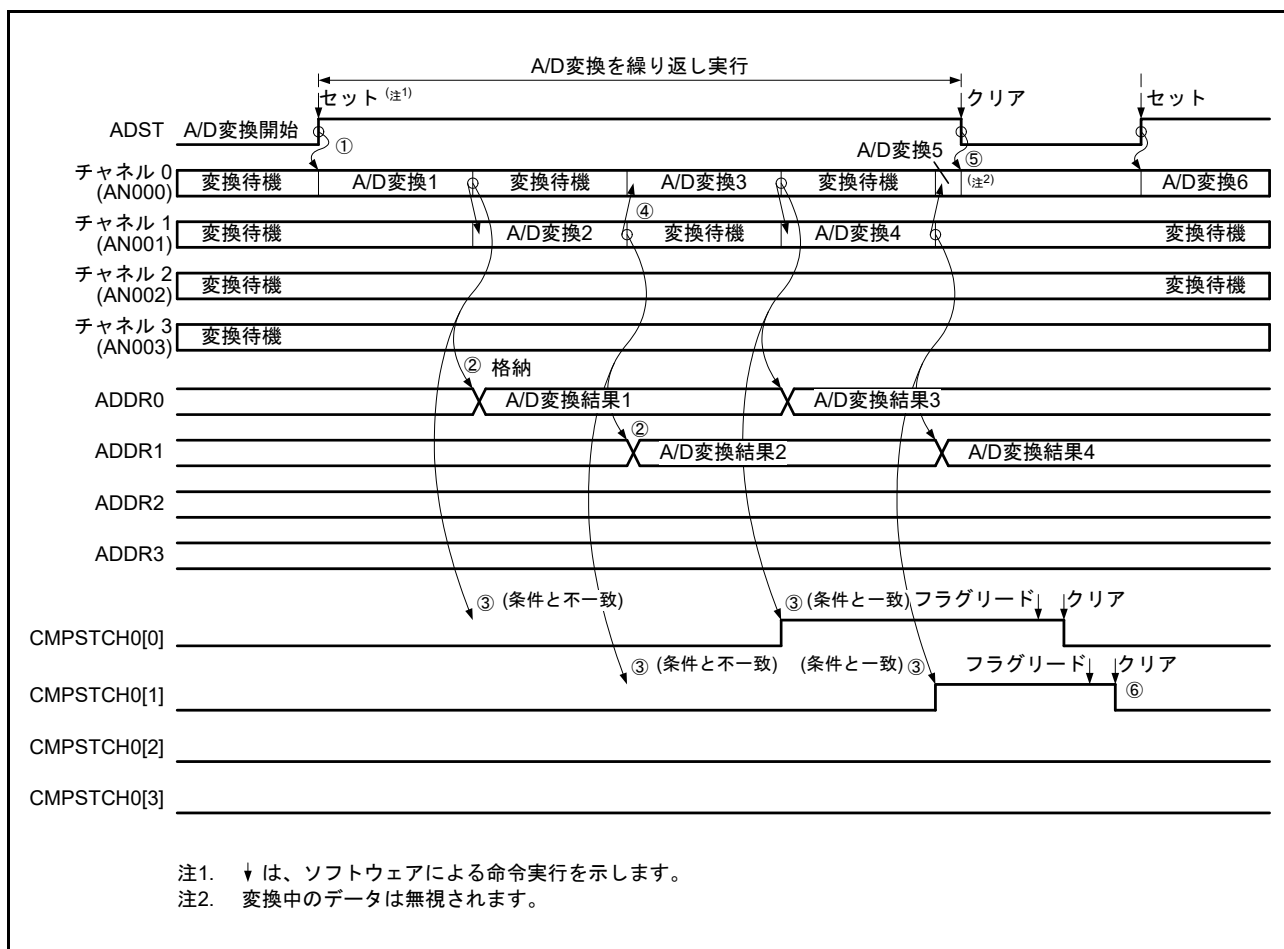 A/D変換を繰り返し実行
セット (注1) クリア セット
ADST A/D変換開始 ① A/D変換5 ⑤
チャネル 0
(AN000) 変換待機 A/D変換1 変換待機 A/D変換3 変換待機 (注2) A/D変換6
④
チャネル 1
(AN001) 変換待機 A/D変換2 変換待機 A/D変換4 変換待機
チャネル 2
(AN002) 変換待機 変換待機
チャネル 3
(AN003) 変換待機
② 格納
ADDR0 A/D変換結果1 A/D変換結果3
②
ADDR1 A/D変換結果2 A/D変換結果4
ADDR2
ADDR3
③ (条件と不一致) ③ (条件と一致) フラグリード クリア
CMPSTCH0[0]
③ (条件と不一致) (条件と一致) ③ フラグリード クリア
CMPSTCH0[1] ⑥
CMPSTCH0[2]
CMPSTCH0[3]
注1. ↓ は、ソフトウェアによる命令実行を示します。
注2. 変換中のデータは無視されます。